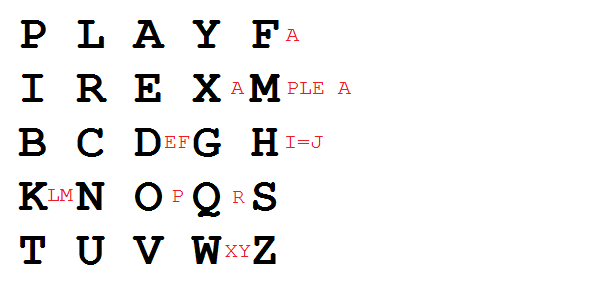 P L A Y F A
I R E X A M PLE A
B C D EF G H I=J
K LM N O P Q R S
T U V W XY Z